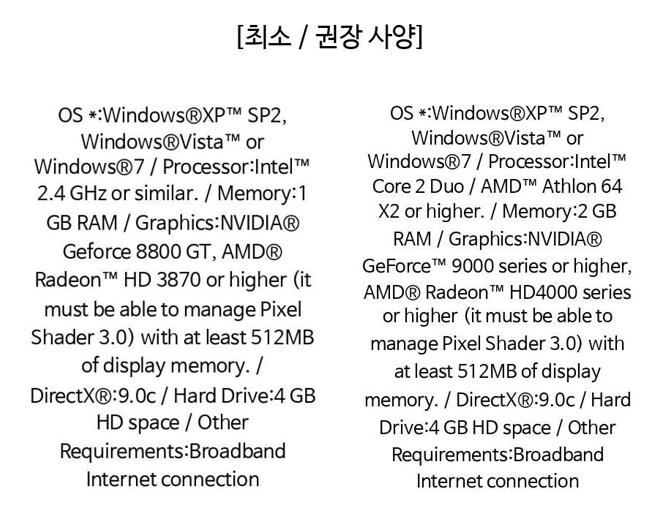 [최소 / 권장 사양]
OS *:Windows®XP™ SP2,
Windows®Vista™ or
Windows®7 / Processor:Intel™
2.4 GHz or similar. / Memory:1
GB RAM / Graphics:NVIDIA®
Geforce 8800 GT, AMD®
Radeon™ HD 3870 or higher (it
must be able to manage Pixel
Shader 3.0) with at least 512MB
of display memory. /
DirectX®:9.0c / Hard Drive:4 GB
HD space / Other
Requirements:Broadband
Internet connection
OS *:Windows®XP™ SP2,
Windows®Vista™ or
Windows®7 / Processor:Intel™
Core 2 Duo / AMD™ Athlon 64
X2 or higher. / Memory:2 GB
RAM / Graphics:NVIDIA®
GeForce™ 9000 series or higher,
AMD® Radeon™ HD4000 series
or higher (it must be able to
manage Pixel Shader 3.0) with
at least 512MB of display
memory. / DirectX®:9.0c / Hard
Drive:4 GB HD space / Other
Requirements:Broadband
Internet connection